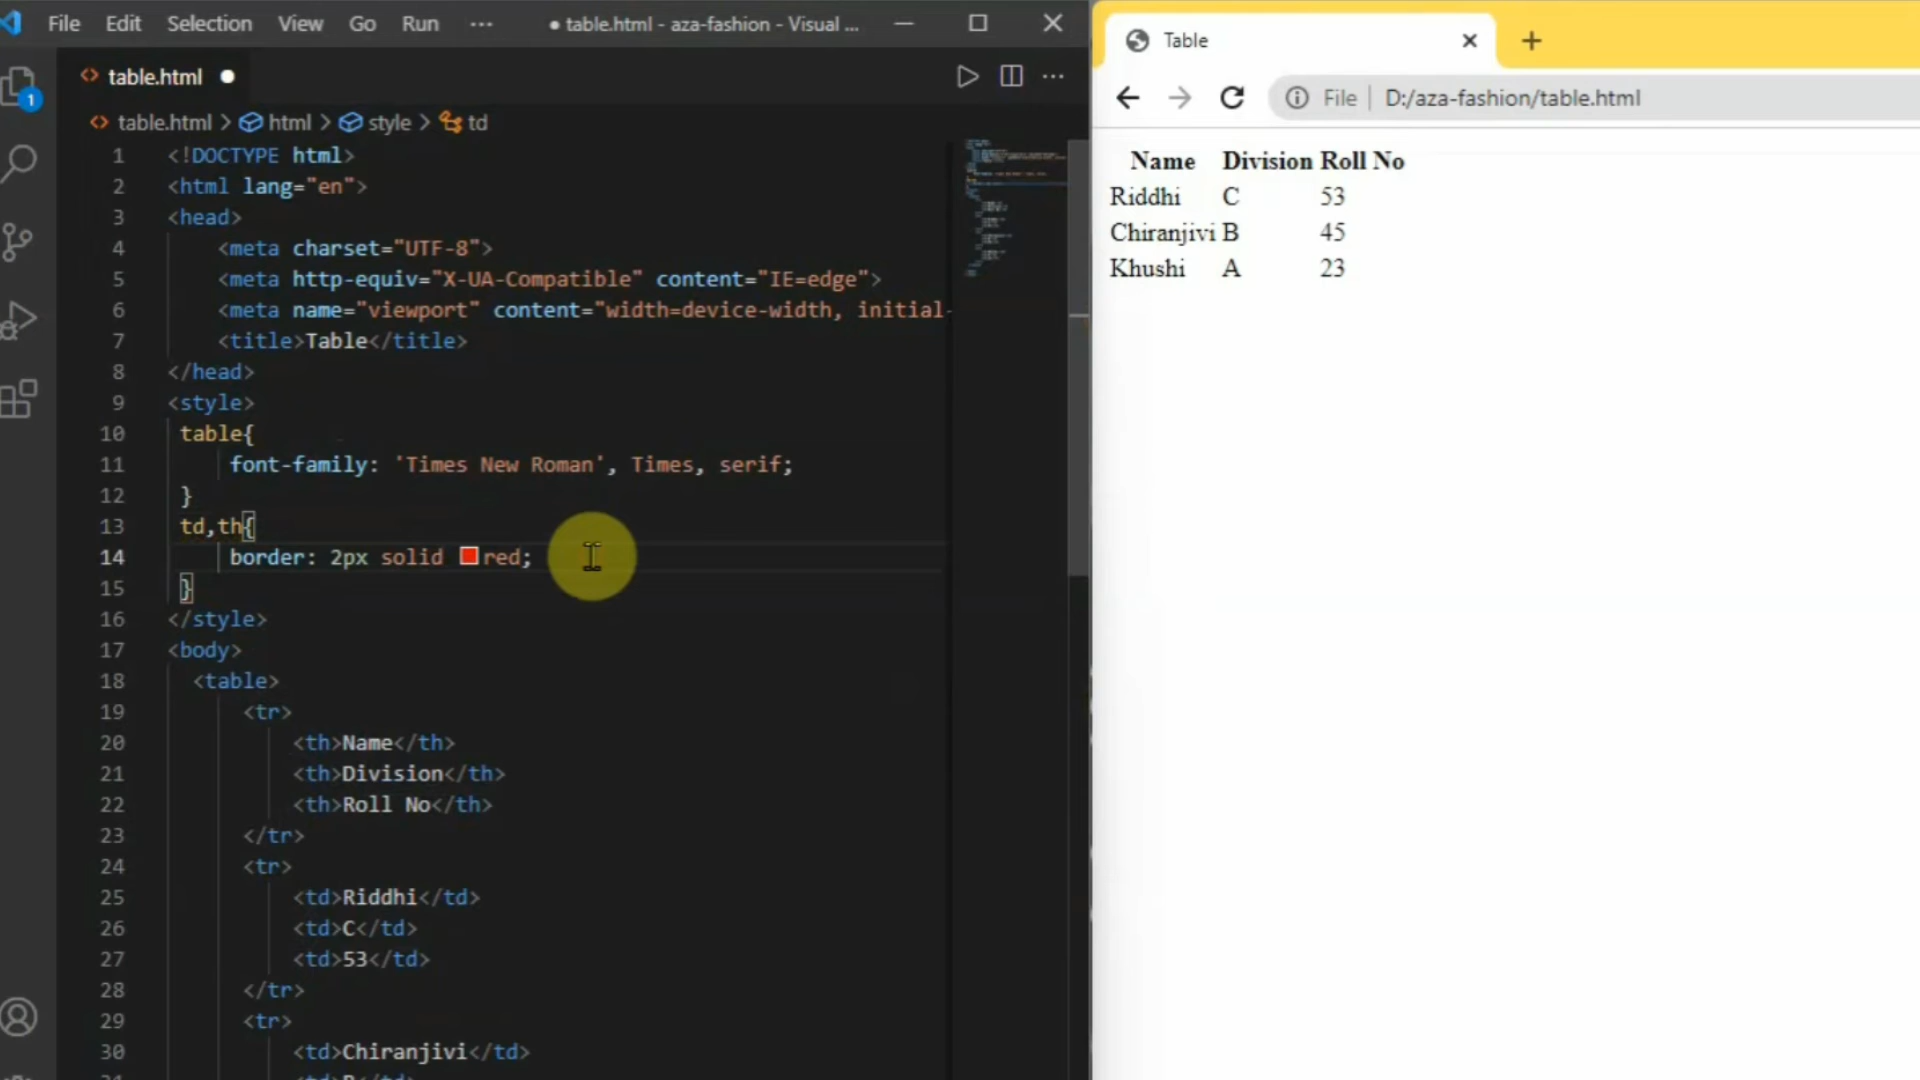 File Edit Selection View Go Run ··· ● table.html - aza-fashion - Visual ...
table.html
table.html > html > style > td
1 <!DOCTYPE html>
2 <html lang="en">
3 <head>
4 <meta charset="UTF-8">
5 <meta http-equiv="X-UA-Compatible" content="IE=edge">
6 <meta name="viewport" content="width=device-width, initial-
7 <title>Table</title>
8 </head>
9 <style>
10 table{
11 font-family: 'Times New Roman', Times, serif;
12 }
13 td,th{
14 border: 2px solid red;
15 }
16 </style>
17 <body>
18 <table>
19 <tr>
20 <th>Name</th>
21 <th>Division</th>
22 <th>Roll No</th>
23 </tr>
24 <tr>
25 <td>Riddhi</td>
26 <td>C</td>
27 <td>53</td>
28 </tr>
29 <tr>
30 <td>Chiranjivi</td>
1
Table
File D:/aza-fashion/table.html
Name Division Roll No
Riddhi C 53
Chiranjivi B 45
Khushi A 23